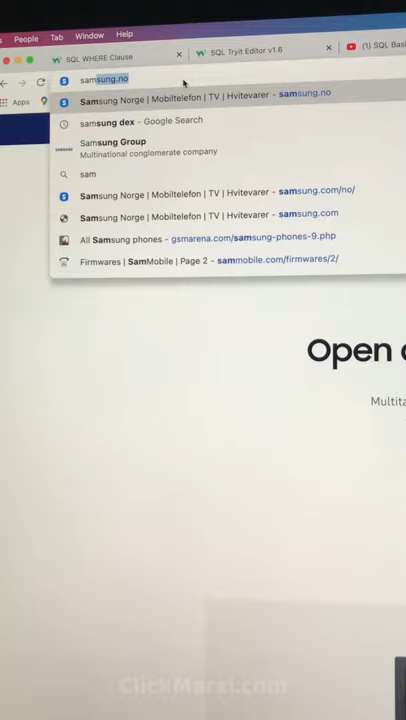 People Tab Window Help
SQL WHERE Clause
SQL Tryit Editor v1.6
(1) SQL Basi
samsung.no
Apps
Samsung Norge | Mobiltelefon | TV | Hvitevarer - samsung.no
samsung dex - Google Search
Samsung Group
Multinational conglomerate company
sam
Samsung Norge | Mobiltelefon | TV | Hvitevarer - samsung.com/no/
Samsung Norge | Mobiltelefon | TV | Hvitevarer - samsung.com
All Samsung phones - gsmarena.com/samsung-phones-9.php
Firmwares | SamMobile | Page 2 - sammobile.com/firmwares/2/
Open
Multita
ClickMarzi.com